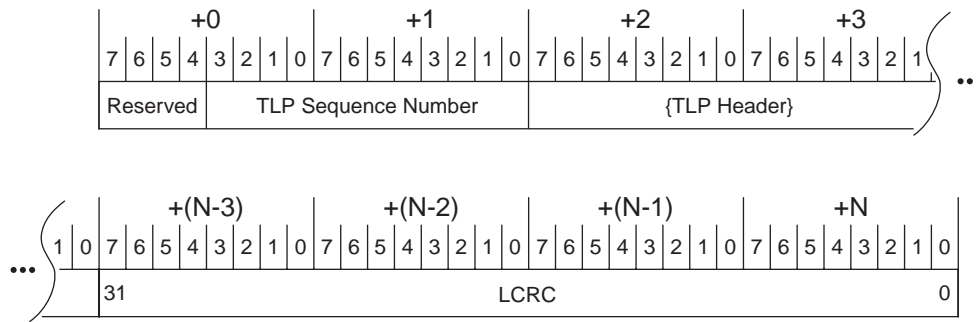 +0 +1 +2 +3
7 6 5 4 3 2 1 0 7 6 5 4 3 2 1 0 7 6 5 4 3 2 1 0 7 6 5 4 3 2 1
Reserved TLP Sequence Number {TLP Header}
+(N-3) +(N-2) +(N-1) +N
1 0 7 6 5 4 3 2 1 0 7 6 5 4 3 2 1 0 7 6 5 4 3 2 1 0 7 6 5 4 3 2 1 0
31 LCRC 0